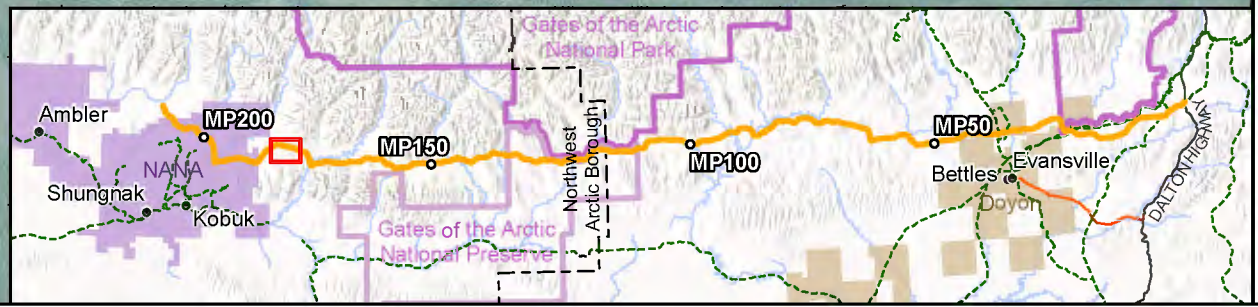 Gates of the Arctic
National Park
Ambler
MP200
NANA
Shungnak
Kobuk
MP150
Gates of the Arctic
National Preserve
Northwest
Arctic Borough
MP100
MP50
Evansville
Bettles
Doyon
DALTON HIGHWAY